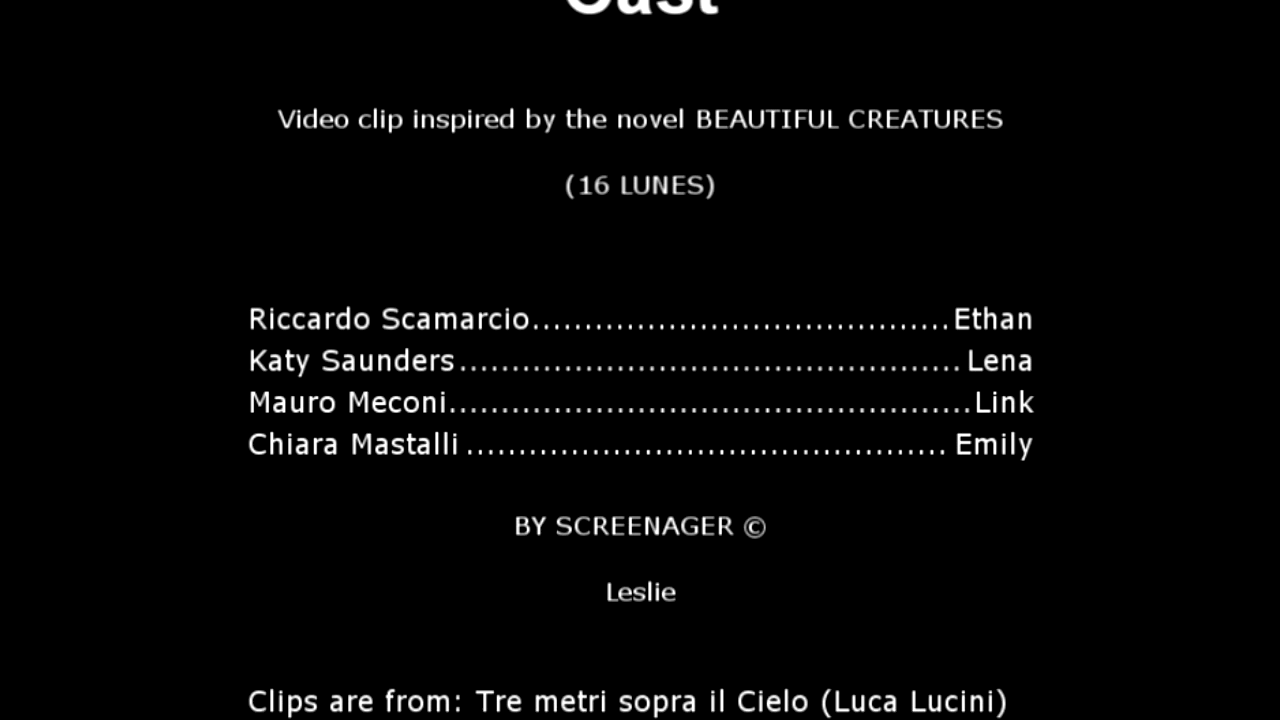 Cast
Video clip inspired by the novel BEAUTIFUL CREATURES
(16 LUNES)
Riccardo Scamarcio........................................Ethan
Katy Saunders................................................Lena
Mauro Meconi..................................................Link
Chiara Mastalli..............................................Emily
BY SCREENAGER ©
Leslie
Clips are from: Tre metri sopra il Cielo (Luca Lucini)